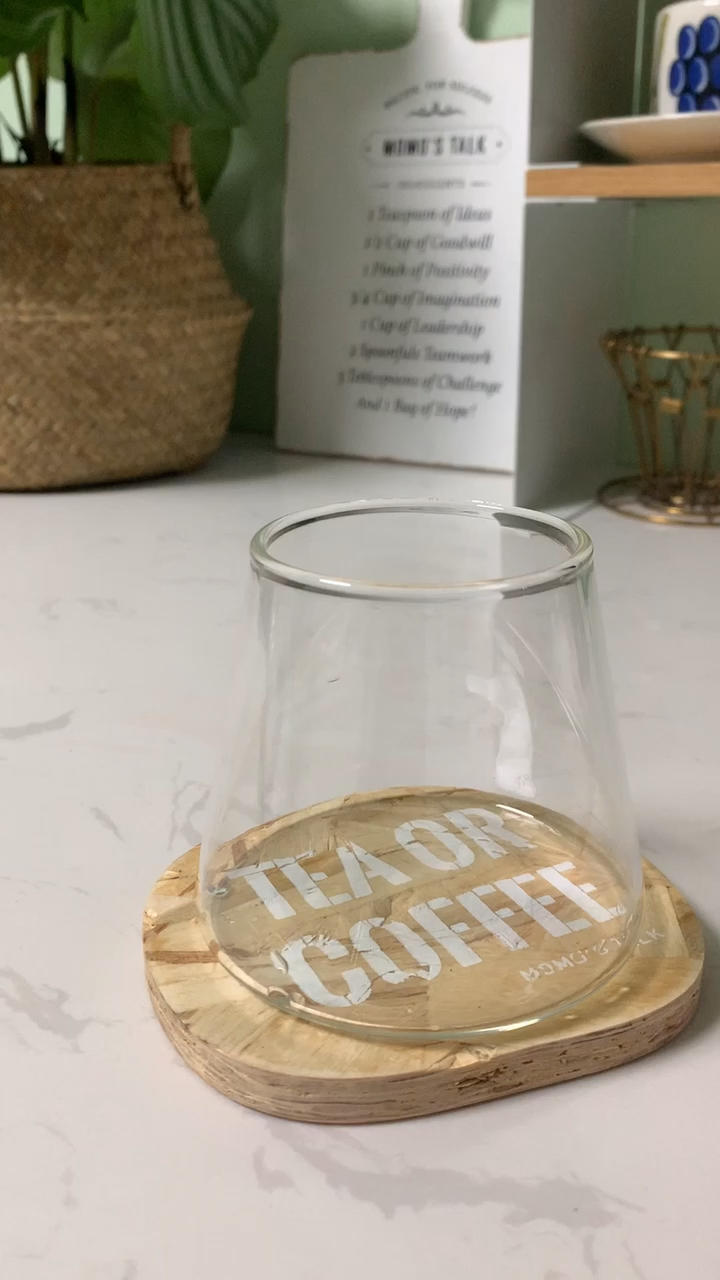 MOMO'S TALK
INGREDIENTS
1 Teaspoon of Ideas
1/2 Cup of Goodwill
1 Pinch of Positivity
3/4 Cup of Imagination
1 Cup of Leadership
2 Spoonfuls Teamwork
3 Tablespoons of Challenge
And 1 Bag of Hope!
TEA OR
COFFEE
MOMO'S TALK